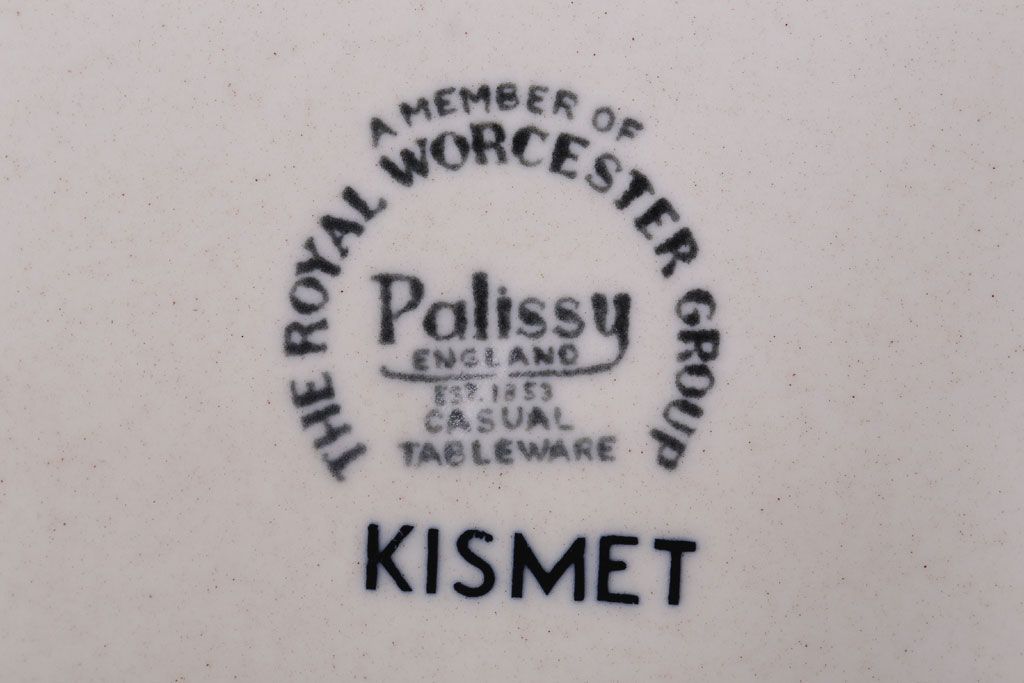 A MEMBER OF
THE ROYAL WORCESTER GROUP
Palissy
ENGLAND
EST. 1853
CASUAL
TABLEWARE
KISMET